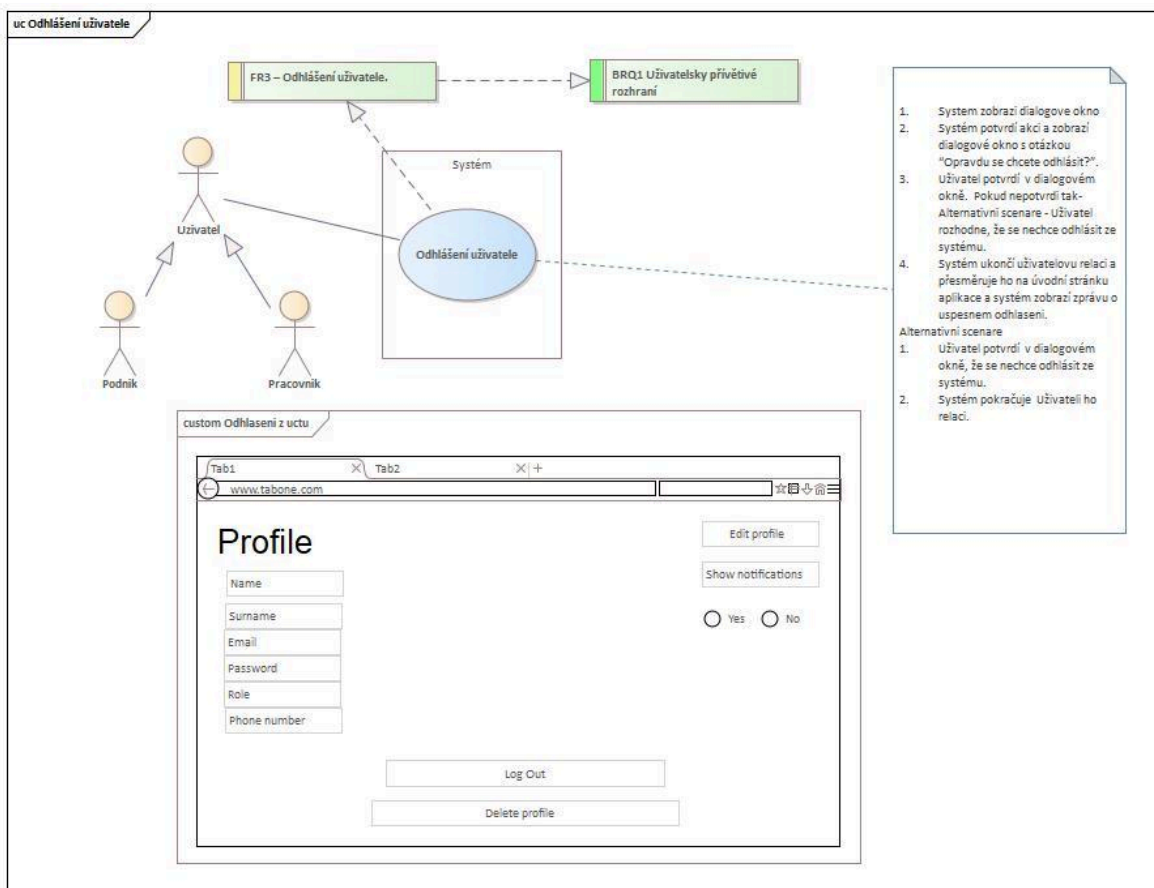 uc Odhlášení uživatele
FR3 – Odhlášení uživatele.
BRQ1 Uživatelsky přívětivé
rozhraní
Systém
Uzivatel
Odhlášení uživatele
Podnik
Pracovnik
1. System zobrazi dialogove okno
2. Systém potvrdí akci a zobrazí
dialogové okno s otázkou
“Opravdu se chcete odhlásit?”.
3. Uživatel potvrdí v dialogovém
okně. Pokud nepotvrdi tak-
Alternativni scenare - Uživatel
rozhodne, že se nechce odhlásit ze
systému.
4. Systém ukončí uživatelovu relaci a
přesměruje ho na úvodní stránku
aplikace a systém zobrazí zprávu o
uspesnem odhlaseni.
Alternativní scenare
1. Uživatel potvrdí v dialogovém
okně, že se nechce odhlásit ze
systému.
2. Systém pokračuje Uživateli ho
relaci.
custom Odhlaseni z uctu
Tab1 Tab2
www.tabone.com
Profile
Edit profile
Show notifications
Yes No
Name
Surname
Email
Password
Role
Phone number
Log Out
Delete profile